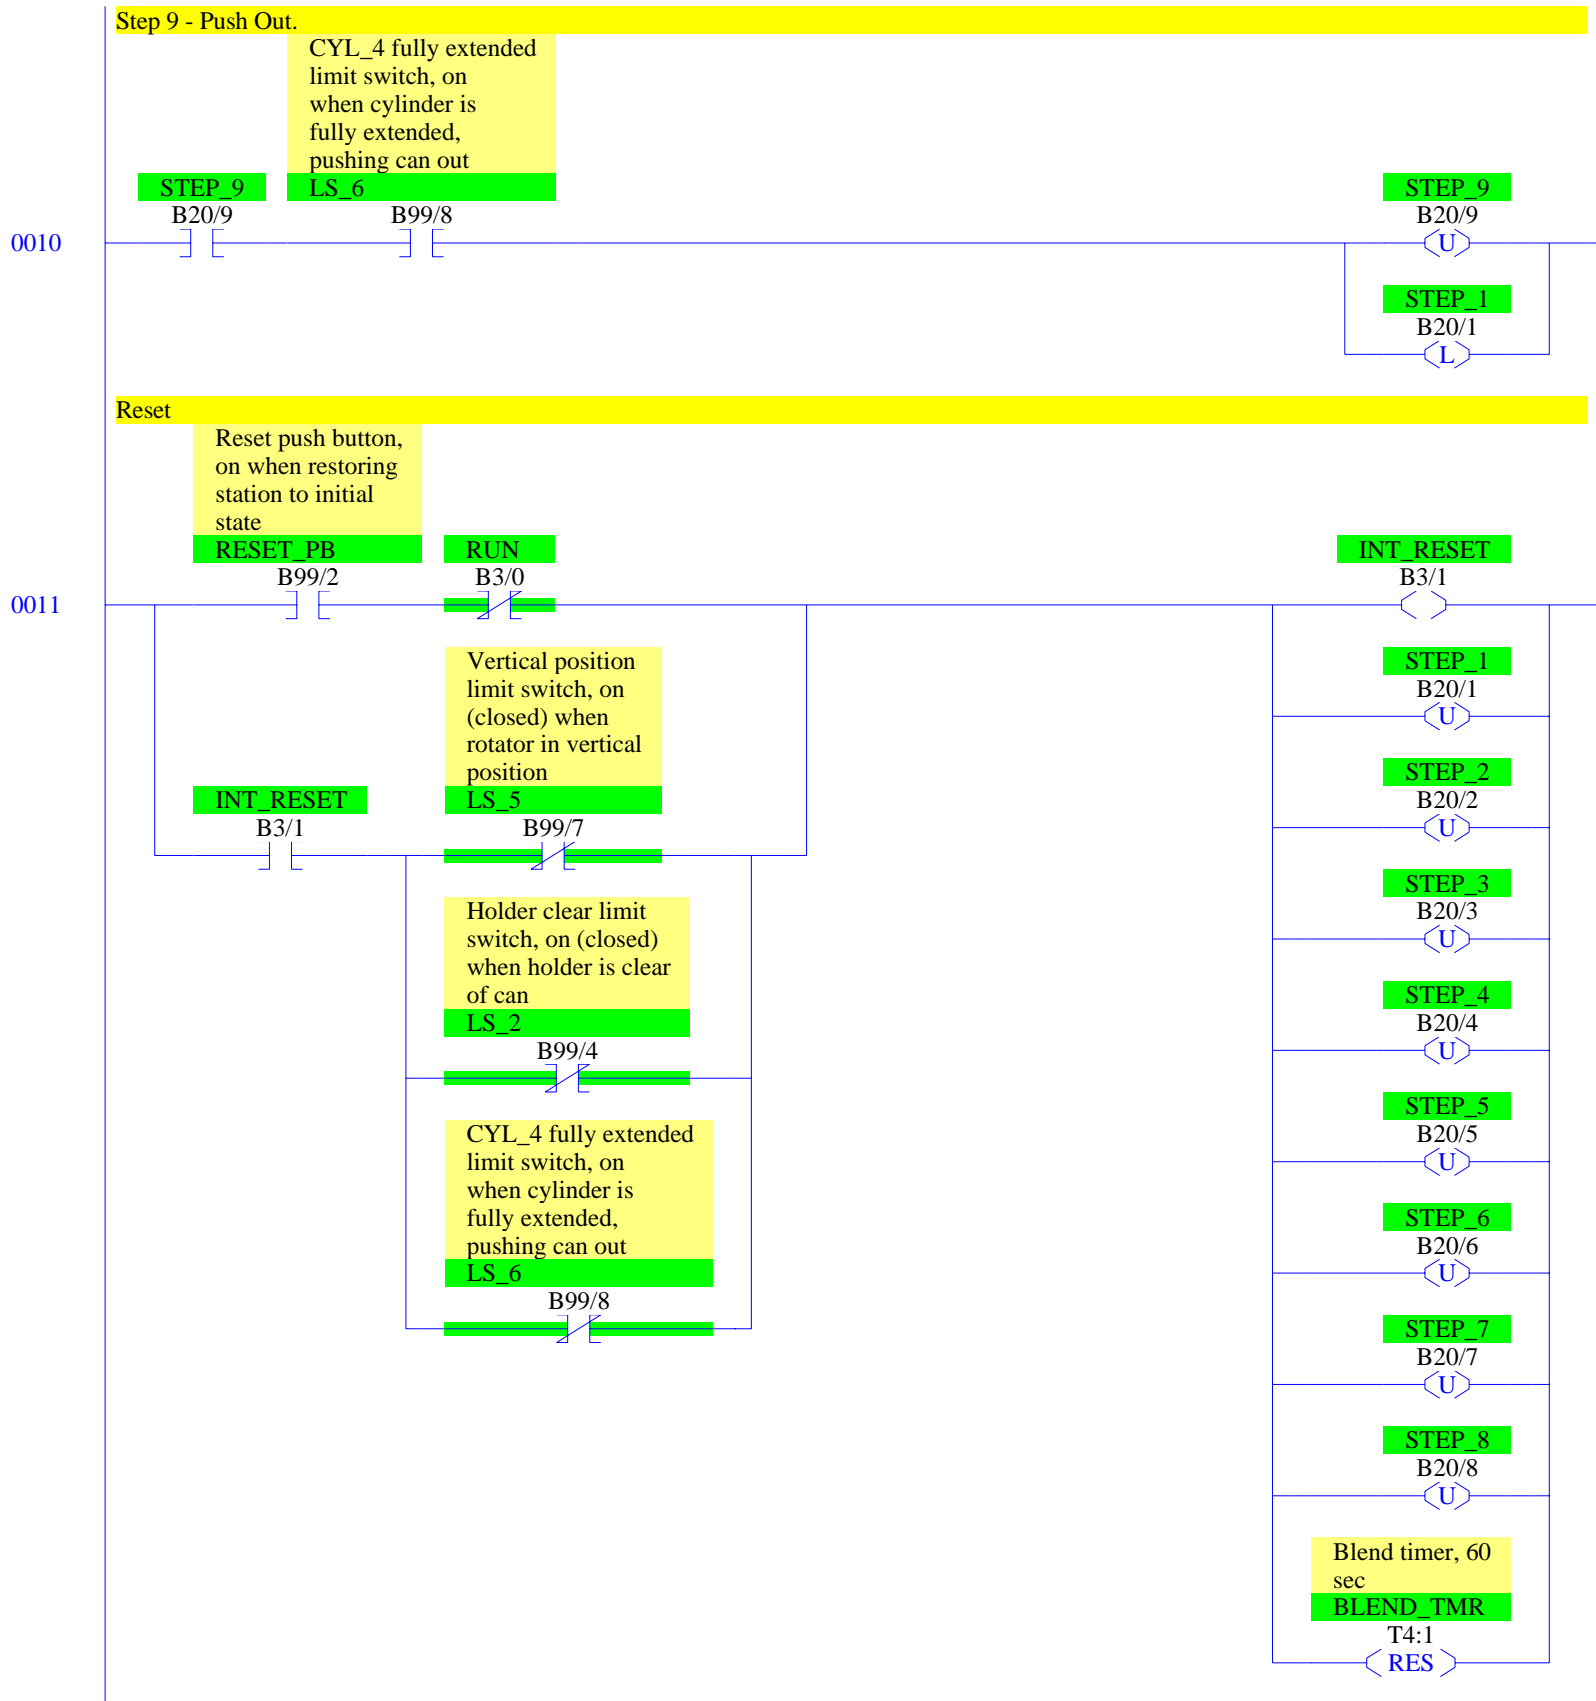 Step 9 - Push Out.
CYL_4 fully extended
limit switch, on
when cylinder is
fully extended,
pushing can out
STEP_9 LS_6 STEP_9
B20/9 B99/8 B20/9
0010 U
STEP_1
B20/1
L
Reset
Reset push button,
on when restoring
station to initial
state
RESET_PB RUN INT_RESET
B99/2 B3/0 B3/1
0011
Vertical position
limit switch, on
(closed) when
rotator in vertical
position
STEP_1
B20/1
U
STEP_2
INT_RESET LS_5 B20/2
B3/1 B99/7 U
Holder clear limit
switch, on (closed)
when holder is clear
of can
LS_2
B99/4
STEP_3
B20/3
U
STEP_4
B20/4
U
CYL_4 fully extended
limit switch, on
when cylinder is
fully extended,
pushing can out
LS_6
B99/8
STEP_5
B20/5
U
STEP_6
B20/6
U
STEP_7
B20/7
U
STEP_8
B20/8
U
Blend timer, 60
sec
BLEND_TMR
T4:1
RES